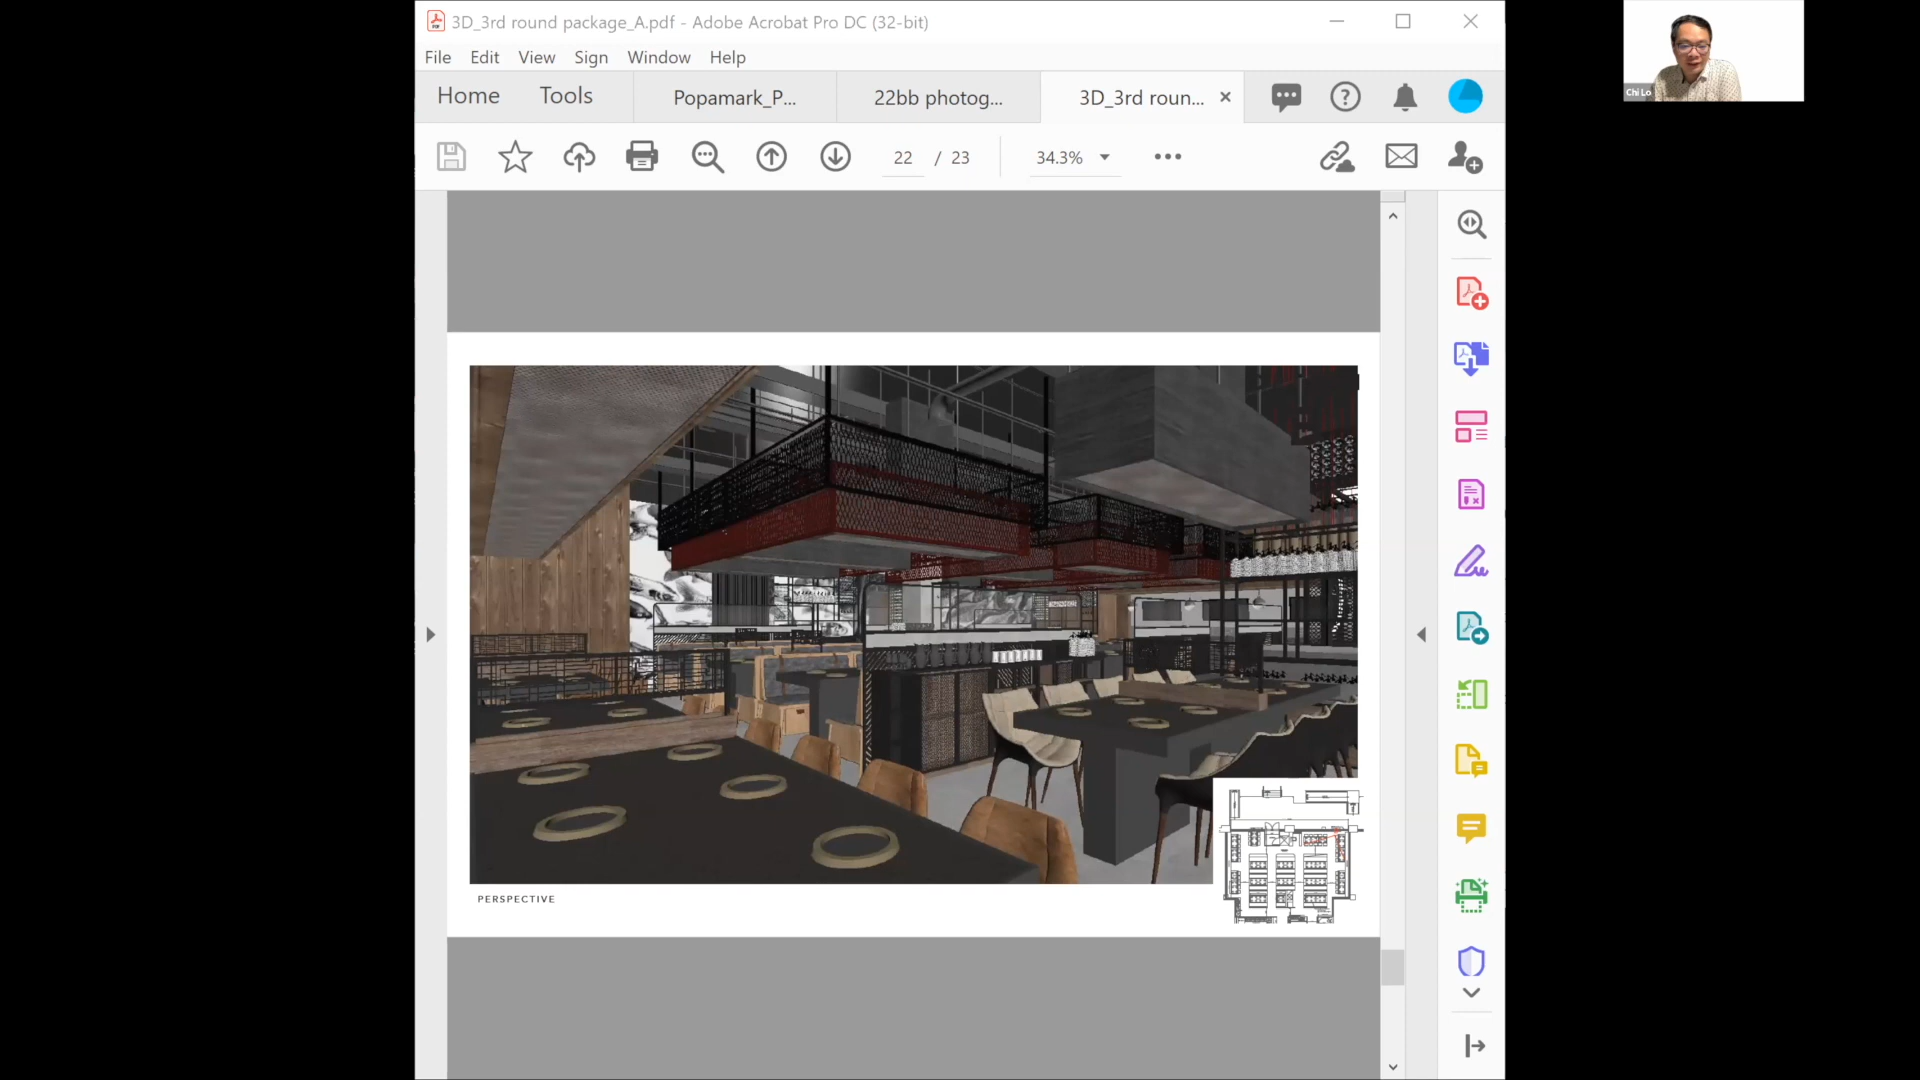 3D_3rd round package_A.pdf - Adobe Acrobat Pro DC (32-bit)
File Edit View Sign Window Help
Home Tools Popamark_P... 22bb photog... 3D_3rd roun...
22 / 23 34.3%
PERSPECTIVE
Chi Lo